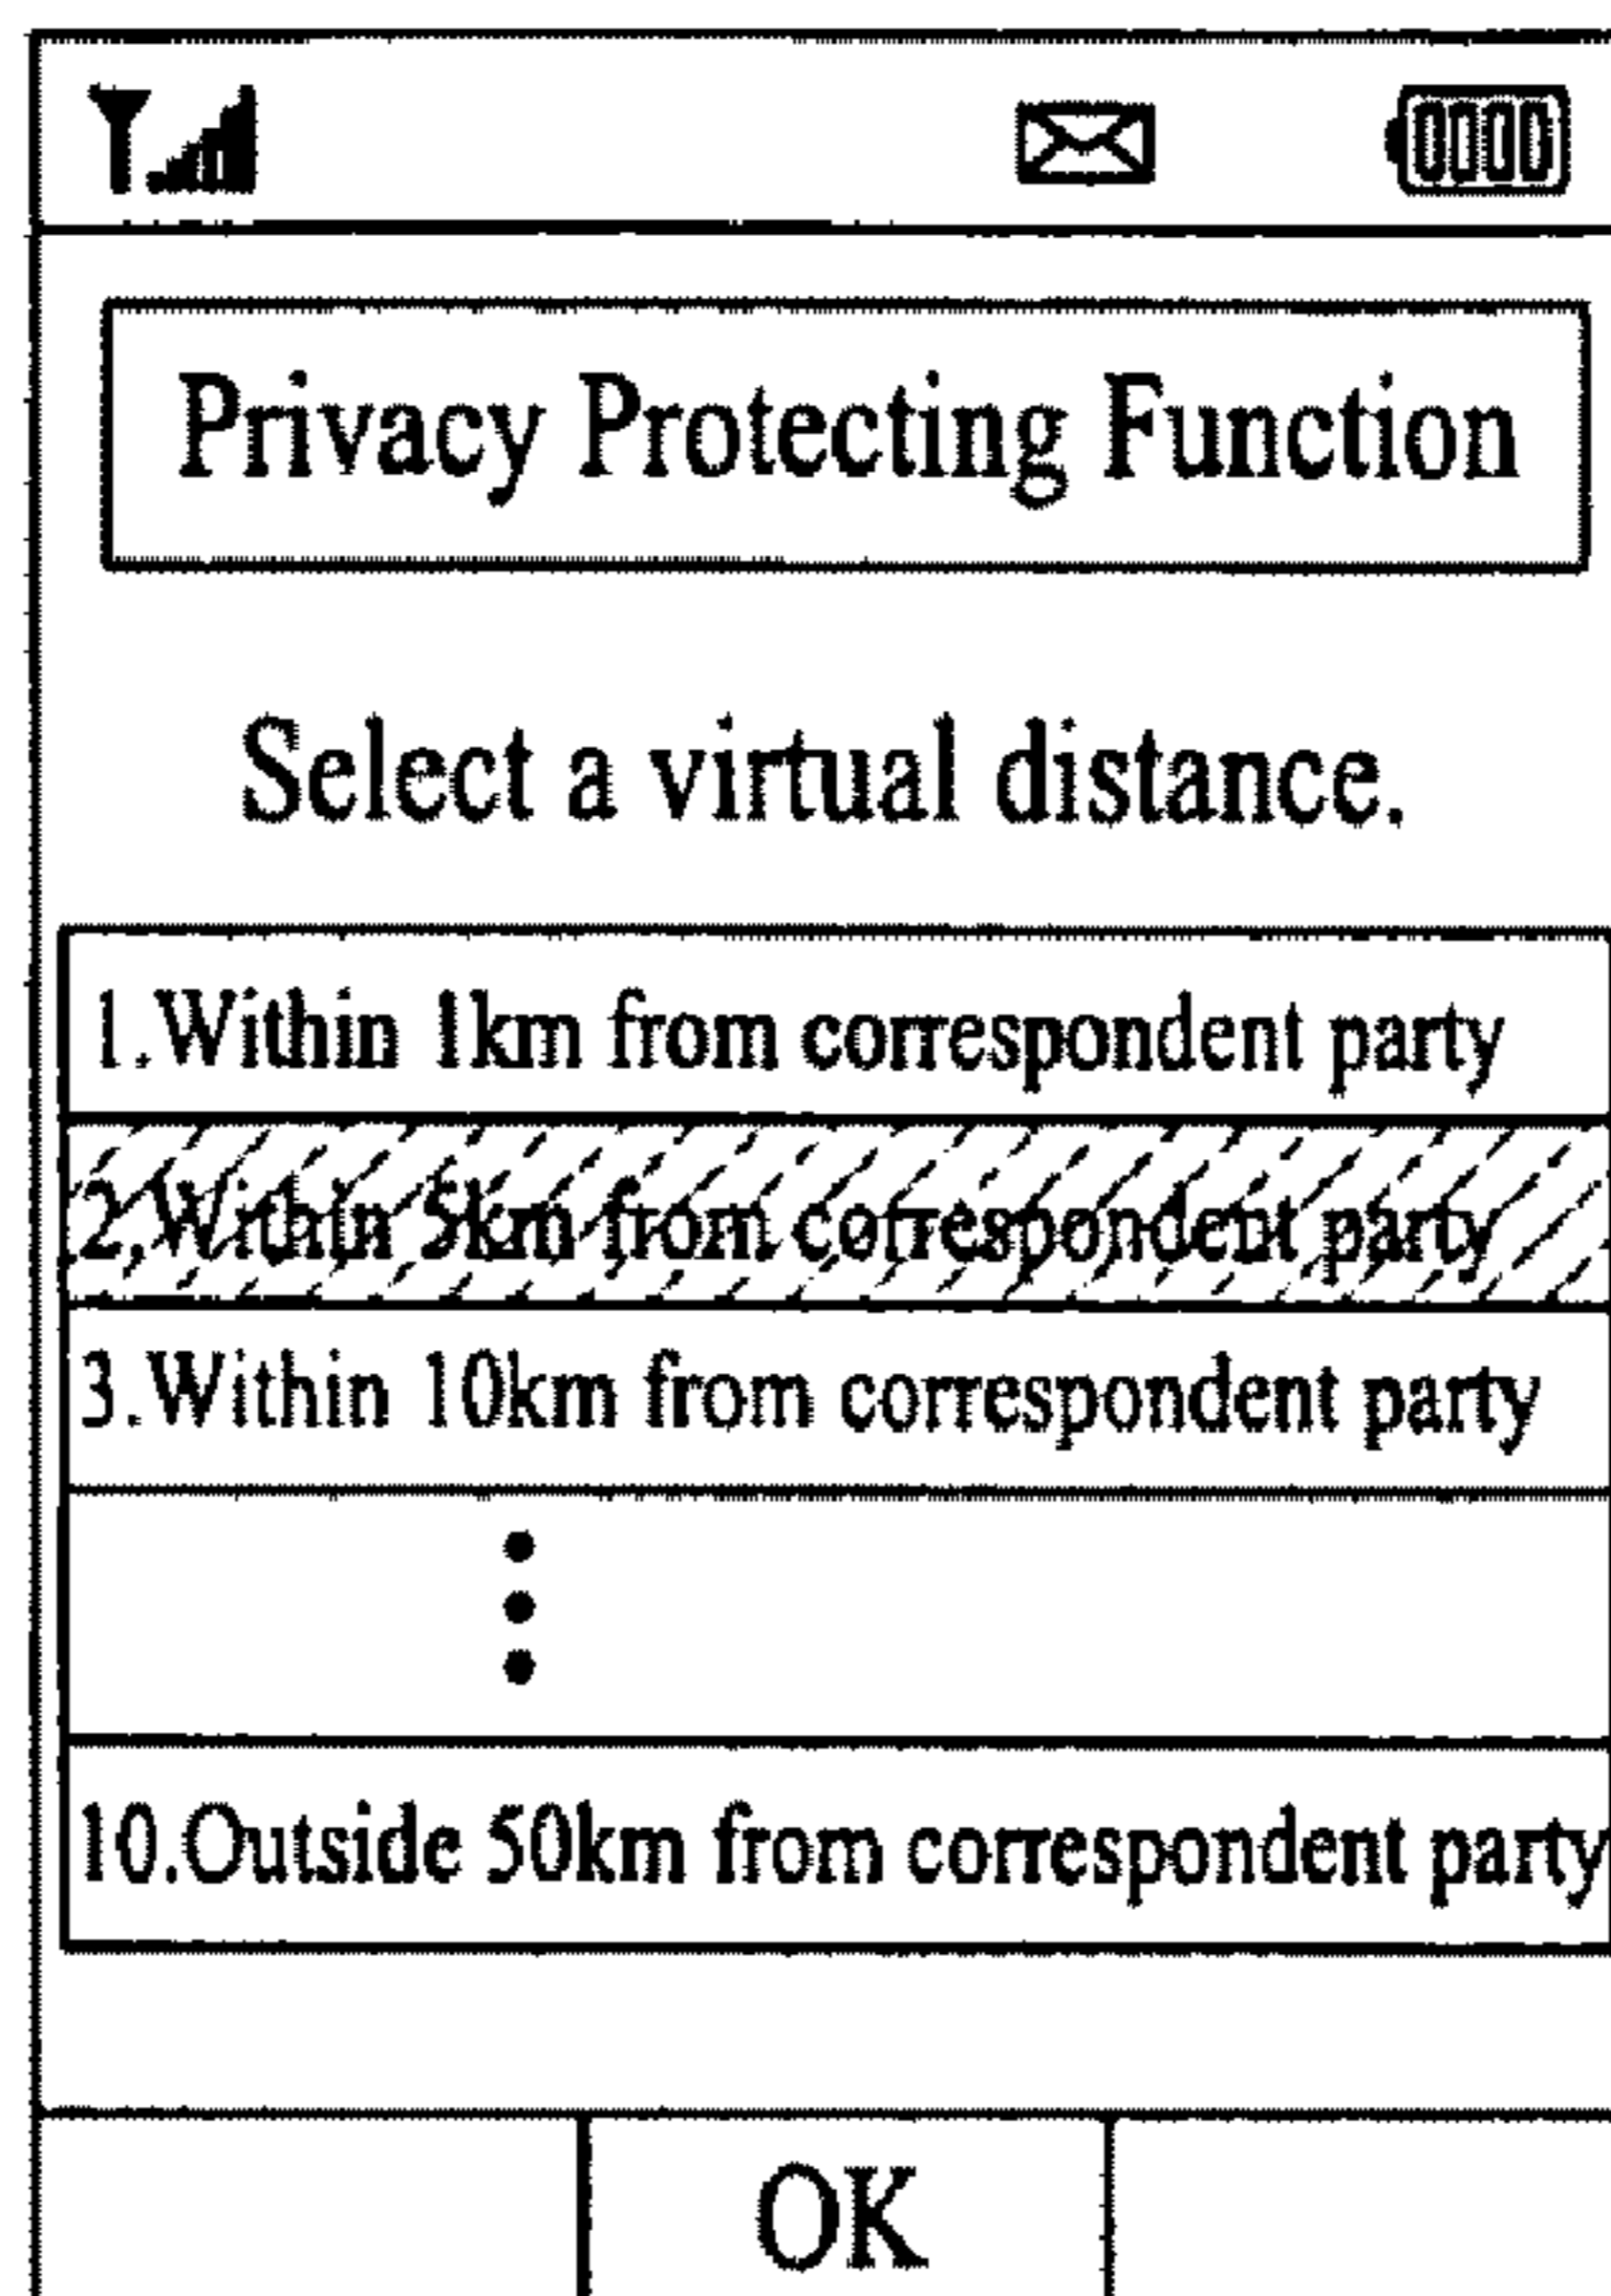 Privacy Protecting Function
Select a virtual distance.
1.Within 1km from correspondent party
2.Within 5km from correspondent party
3.Within 10km from correspondent party
10.Outside 50km from correspondent party
OK